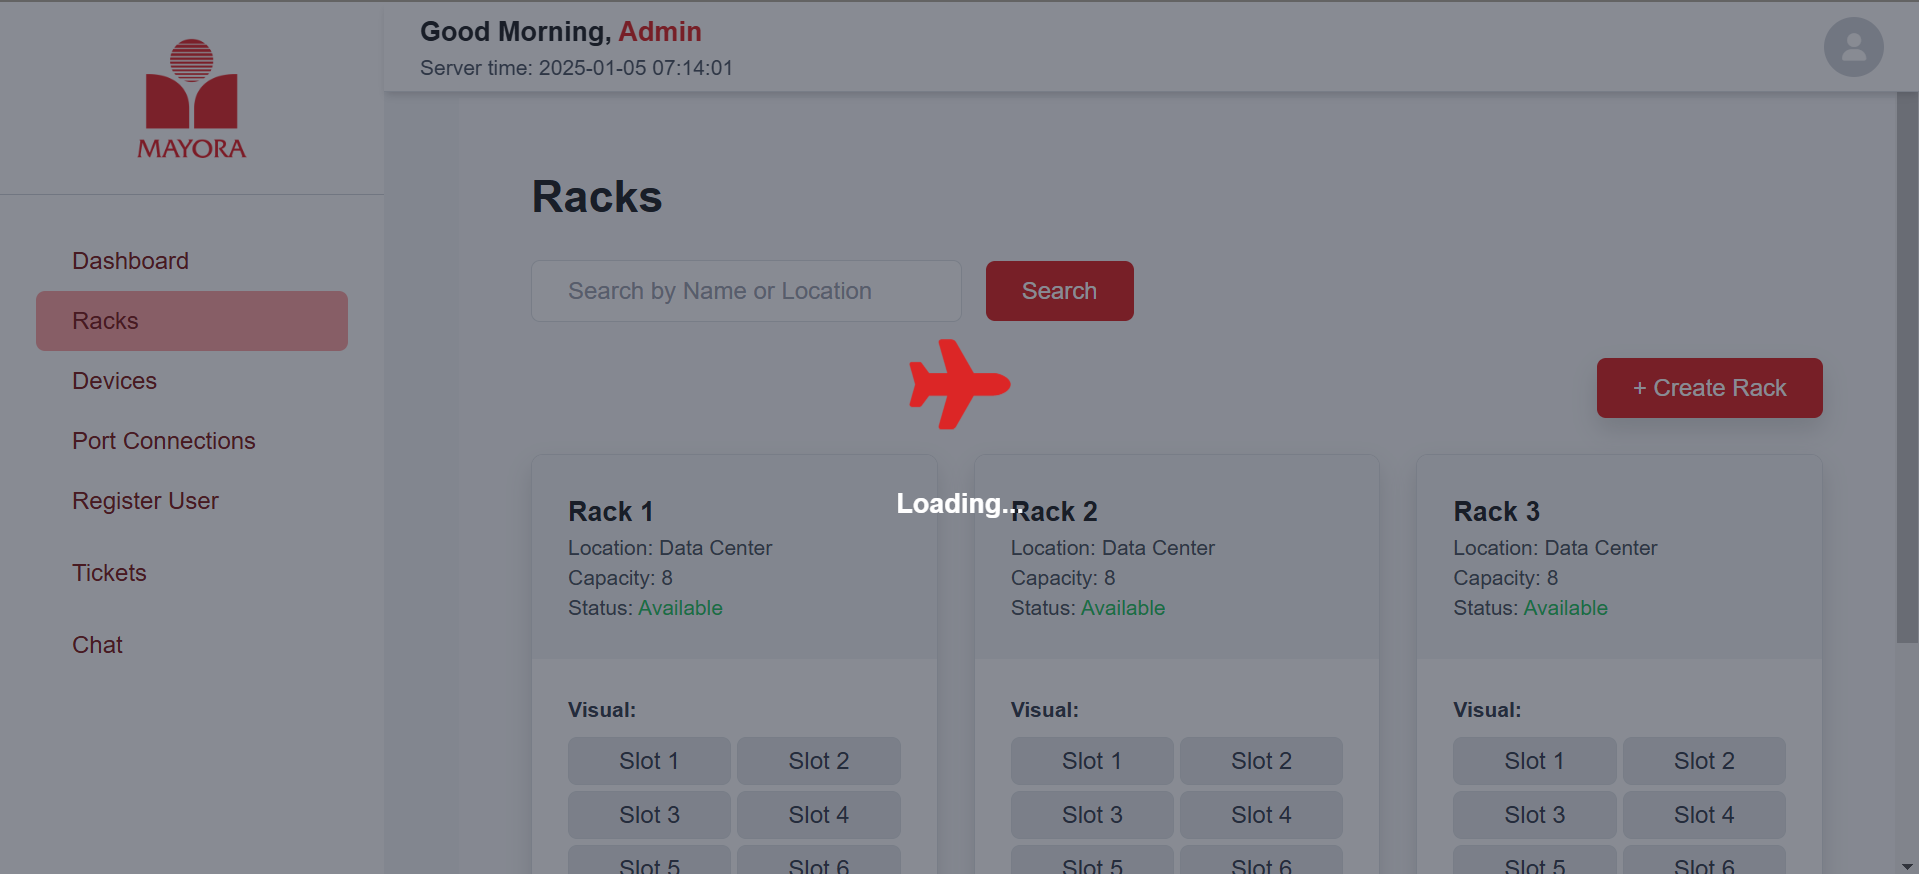 MAYORA
Good Morning, Admin
Server time: 2025-01-05 07:14:01
Dashboard
Racks
Devices
Port Connections
Register User
Tickets
Chat
Racks
Search by Name or Location
Search
+ Create Rack
Loading...
Rack 1
Location: Data Center
Capacity: 8
Status: Available
Visual:
Slot 1
Slot 2
Slot 3
Slot 4
Slot 5
Slot 6
Rack 2
Location: Data Center
Capacity: 8
Status: Available
Visual:
Slot 1
Slot 2
Slot 3
Slot 4
Slot 5
Slot 6
Rack 3
Location: Data Center
Capacity: 8
Status: Available
Visual:
Slot 1
Slot 2
Slot 3
Slot 4
Slot 5
Slot 6